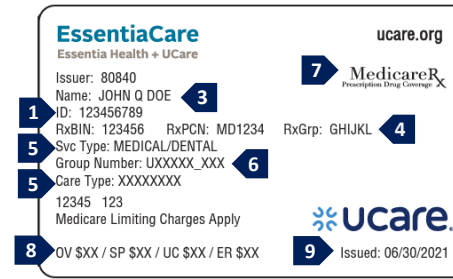 EssentiaCare ucare.org
Essentia Health + UCare
7 MedicareRx
Prescription Drug Coverage
Issuer: 80840
Name: JOHN Q DOE 3
1 ID: 123456789
RxBIN: 123456 RxPCN: MD1234 RxGrp: GHIJKL 4
5 Svc Type: MEDICAL/DENTAL
Group Number: UXXXXX_XXX 6
5 Care Type: XXXXXXXX
12345 123
Medicare Limiting Charges Apply
ucare.
8 OV $XX / SP $XX / UC $XX / ER $XX 9 Issued: 06/30/2021